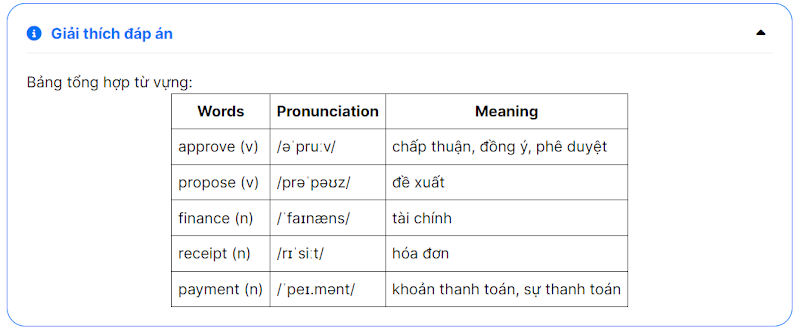 Giải thích đáp án
Bảng tổng hợp từ vựng:
Words Pronunciation Meaning
approve (v) /əˈpruːv/ chấp thuận, đồng ý, phê duyệt
propose (v) /prəˈpəʊz/ đề xuất
finance (n) /ˈfaɪnæns/ tài chính
receipt (n) /rɪˈsiːt/ hóa đơn
payment (n) /ˈpeɪ.mənt/ khoản thanh toán, sự thanh toán